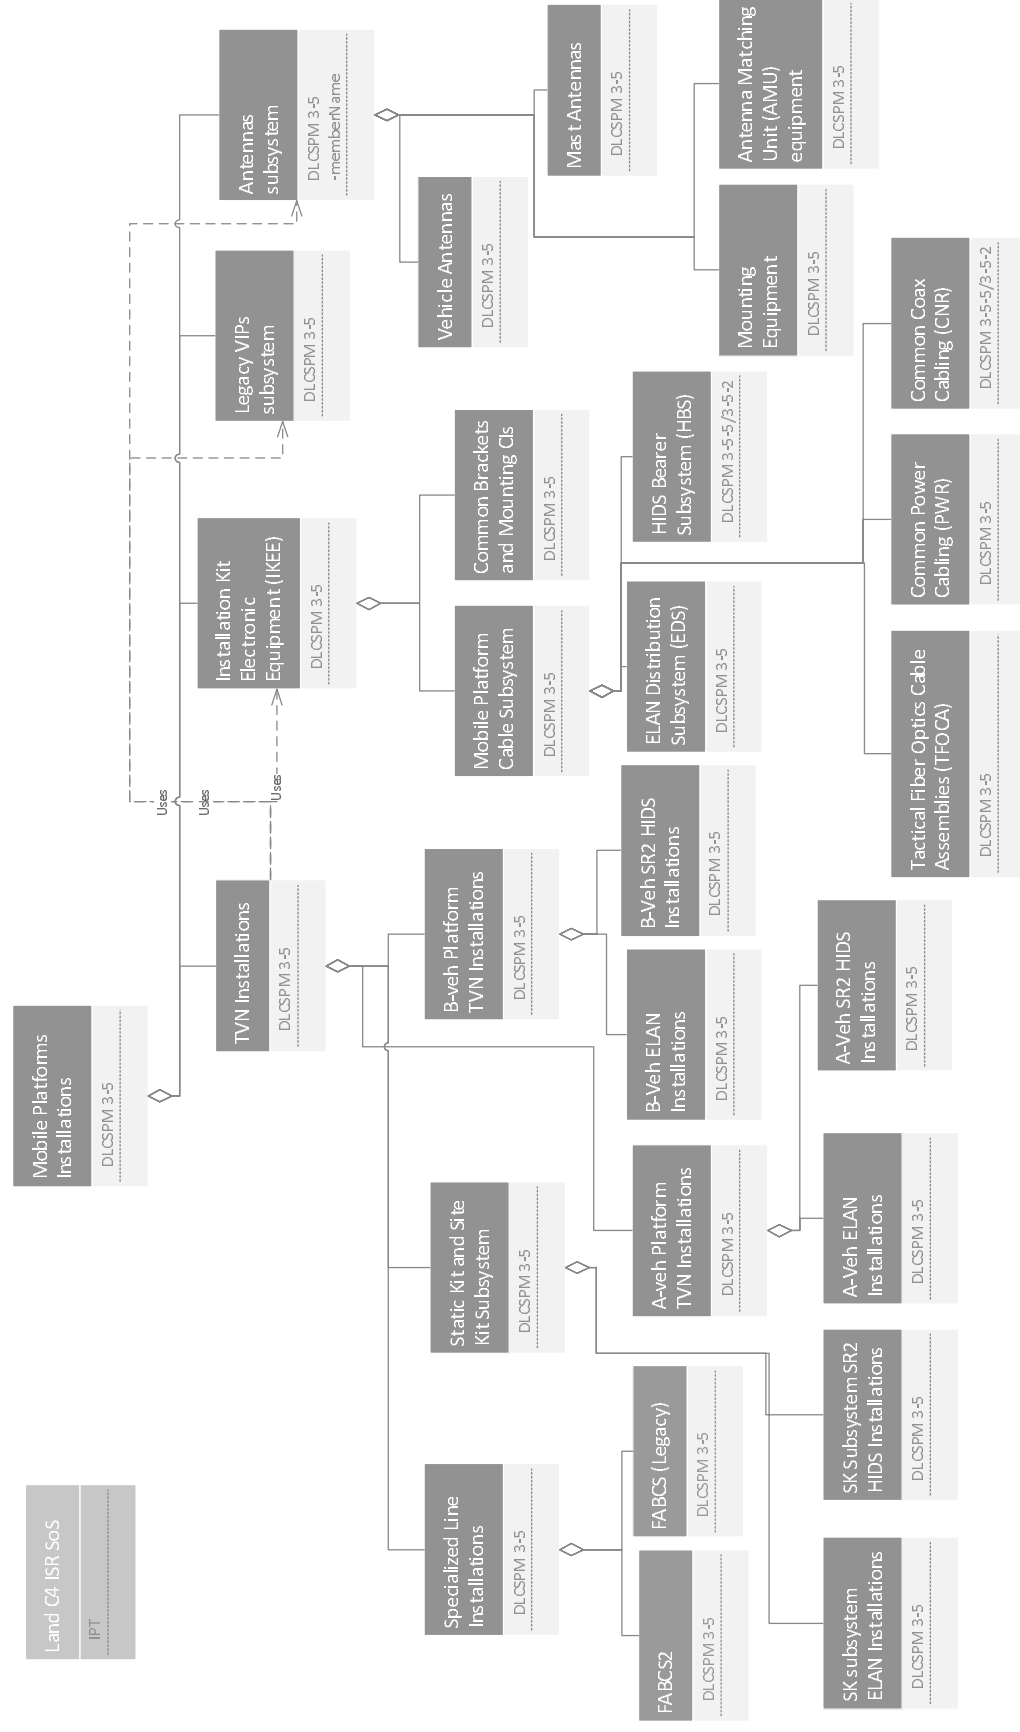 Land C4 ISR SoS
IPT
Mobile Platforms
Installations
DLCSPM 3-5
TVN Installations
DLCSPM 3-5
Installation Kit
Electronic
Equipment (IKEE)
DLCSPM 3-5
Legacy VIPs
subsystem
DLCSPM 3-5
Antennas
subsystem
DLCSPM 3-5
-memberName
Uses
Uses
Uses
Specialized Line
Installations
DLCSPM 3-5
Static Kit and Site
Kit Subsystem
DLCSPM 3-5
B-veh Platform
TVN Installations
DLCSPM 3-5
Mobile Platform
Cable Subsystem
DLCSPM 3-5
Common Brackets
and Mounting CIs
DLCSPM 3-5
Vehicle Antennas
DLCSPM 3-5
Mast Antennas
DLCSPM 3-5
FABCS2
DLCSPM 3-5
FABCS (Legacy)
DLCSPM 3-5
A-veh Platform
TVN Installations
DLCSPM 3-5
B-Veh ELAN
Installations
DLCSPM 3-5
B-Veh SR2 HIDS
Installations
DLCSPM 3-5
ELAN Distribution
Subsystem (EDS)
DLCSPM 3-5
HIDS Bearer
Subsystem (HBS)
DLCSPM 3-5-5/3-5-2
Mounting
Equipment
DLCSPM 3-5
Antenna Matching
Unit (AMU)
equipment
DLCSPM 3-5
SK subsystem
ELAN Installations
DLCSPM 3-5
SK Subsystem SR2
HIDS Installations
DLCSPM 3-5
A-Veh ELAN
Installations
DLCSPM 3-5
A-Veh SR2 HIDS
Installations
DLCSPM 3-5
Tactical Fiber Optics Cable
Assemblies (TFOCA)
DLCSPM 3-5
Common Power
Cabling (PWR)
DLCSPM 3-5
Common Coax
Cabling (CNR)
DLCSPM 3-5-5/3-5-2